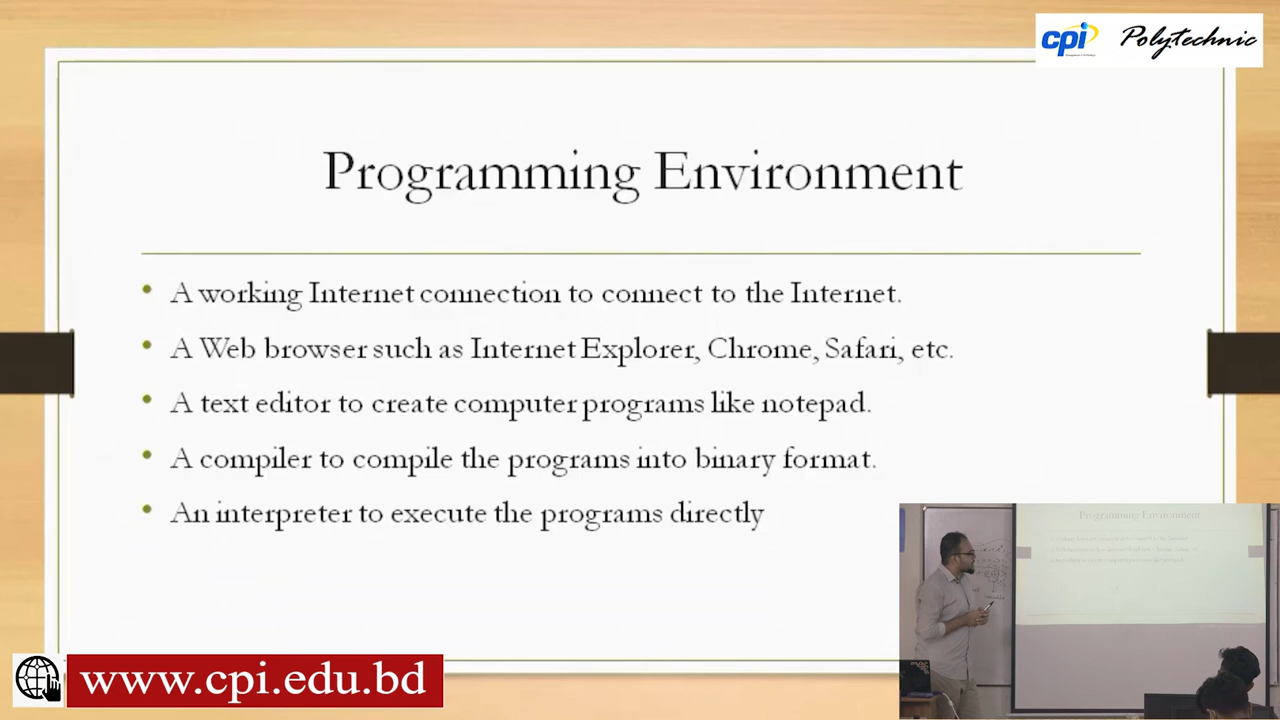 cpi Polytechnic
Programming Environment
• A working Internet connection to connect to the Internet.
• A Web browser such as Internet Explorer, Chrome, Safari, etc.
• A text editor to create computer programs like notepad.
• A compiler to compile the programs into binary format.
• An interpreter to execute the programs directly
Programming Environment
www.cpi.edu.bd